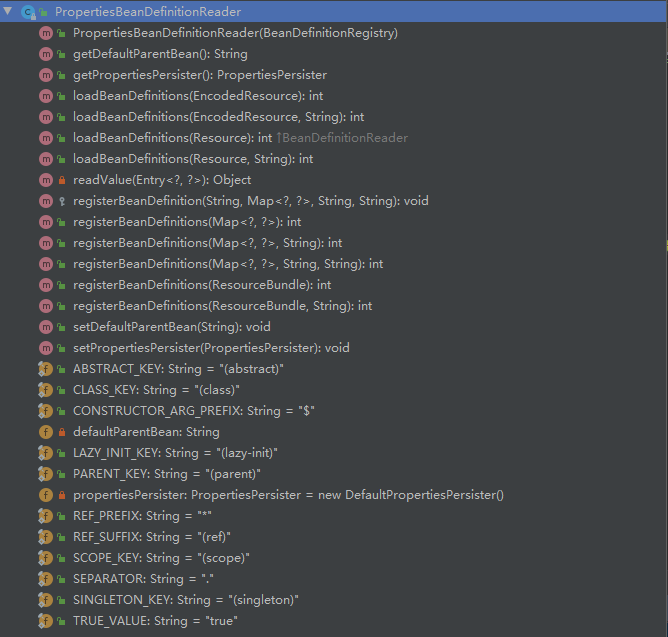 PropertiesBeanDefinitionReader
PropertiesBeanDefinitionReader(BeanDefinitionRegistry)
getDefaultParentBean(): String
getPropertiesPersister(): PropertiesPersister
loadBeanDefinitions(EncodedResource): int
loadBeanDefinitions(EncodedResource, String): int
loadBeanDefinitions(Resource): int ↑BeanDefinitionReader
loadBeanDefinitions(Resource, String): int
readValue(Entry<?, ?>): Object
registerBeanDefinition(String, Map<?, ?>, String, String): void
registerBeanDefinitions(Map<?, ?>): int
registerBeanDefinitions(Map<?, ?>, String): int
registerBeanDefinitions(Map<?, ?>, String, String): int
registerBeanDefinitions(ResourceBundle): int
registerBeanDefinitions(ResourceBundle, String): int
setDefaultParentBean(String): void
setPropertiesPersister(PropertiesPersister): void
ABSTRACT_KEY: String = "(abstract)"
CLASS_KEY: String = "(class)"
CONSTRUCTOR_ARG_PREFIX: String = "$"
defaultParentBean: String
LAZY_INIT_KEY: String = "(lazy-init)"
PARENT_KEY: String = "(parent)"
propertiesPersister: PropertiesPersister = new DefaultPropertiesPersister()
REF_PREFIX: String = "*"
REF_SUFFIX: String = "(ref)"
SCOPE_KEY: String = "(scope)"
SEPARATOR: String = "."
SINGLETON_KEY: String = "(singleton)"
TRUE_VALUE: String = "true"